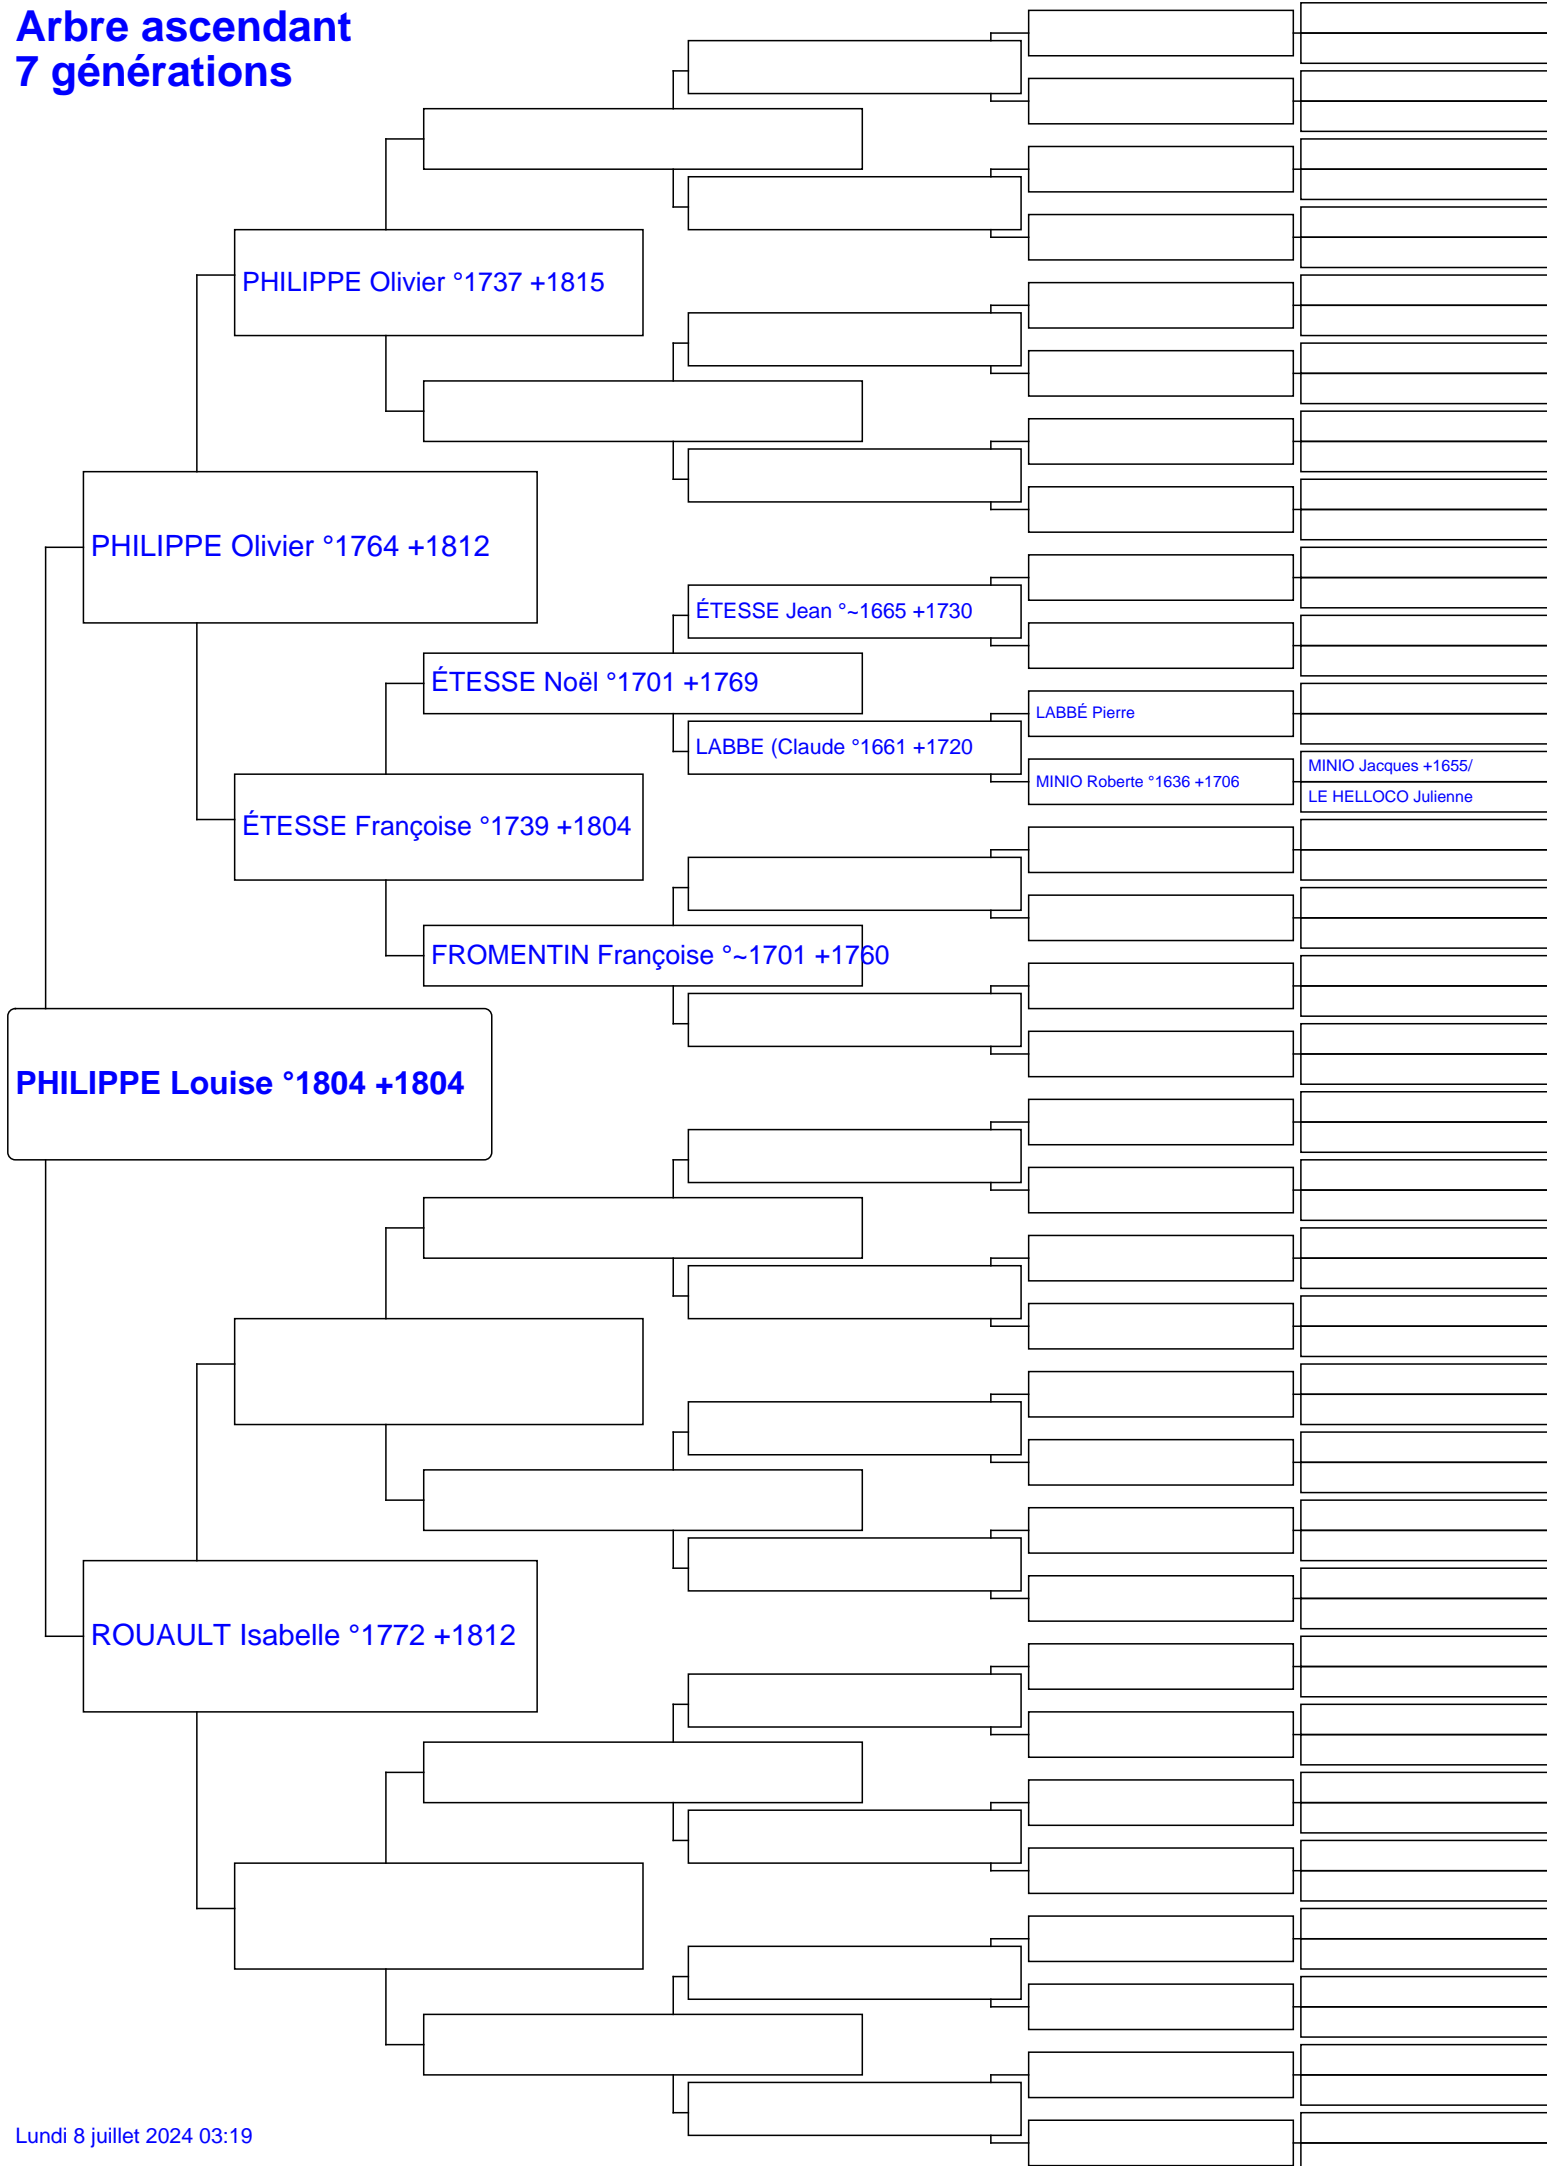 Arbre ascendant
7 générations
PHILIPPE Olivier °1737 +1815
PHILIPPE Olivier °1764 +1812
ÉTESSE Jean °~1665 +1730
ÉTESSE Noël °1701 +1769
LABBÉ Pierre
LABBE (Claude °1661 +1720
MINIO Jacques +1655/
MINIO Roberte °1636 +1706
LE HELLOCO Julienne
ÉTESSE Françoise °1739 +1804
FROMENTIN Françoise °~1701 +1760
PHILIPPE Louise °1804 +1804
ROUAULT Isabelle °1772 +1812
Lundi 8 juillet 2024 03:19